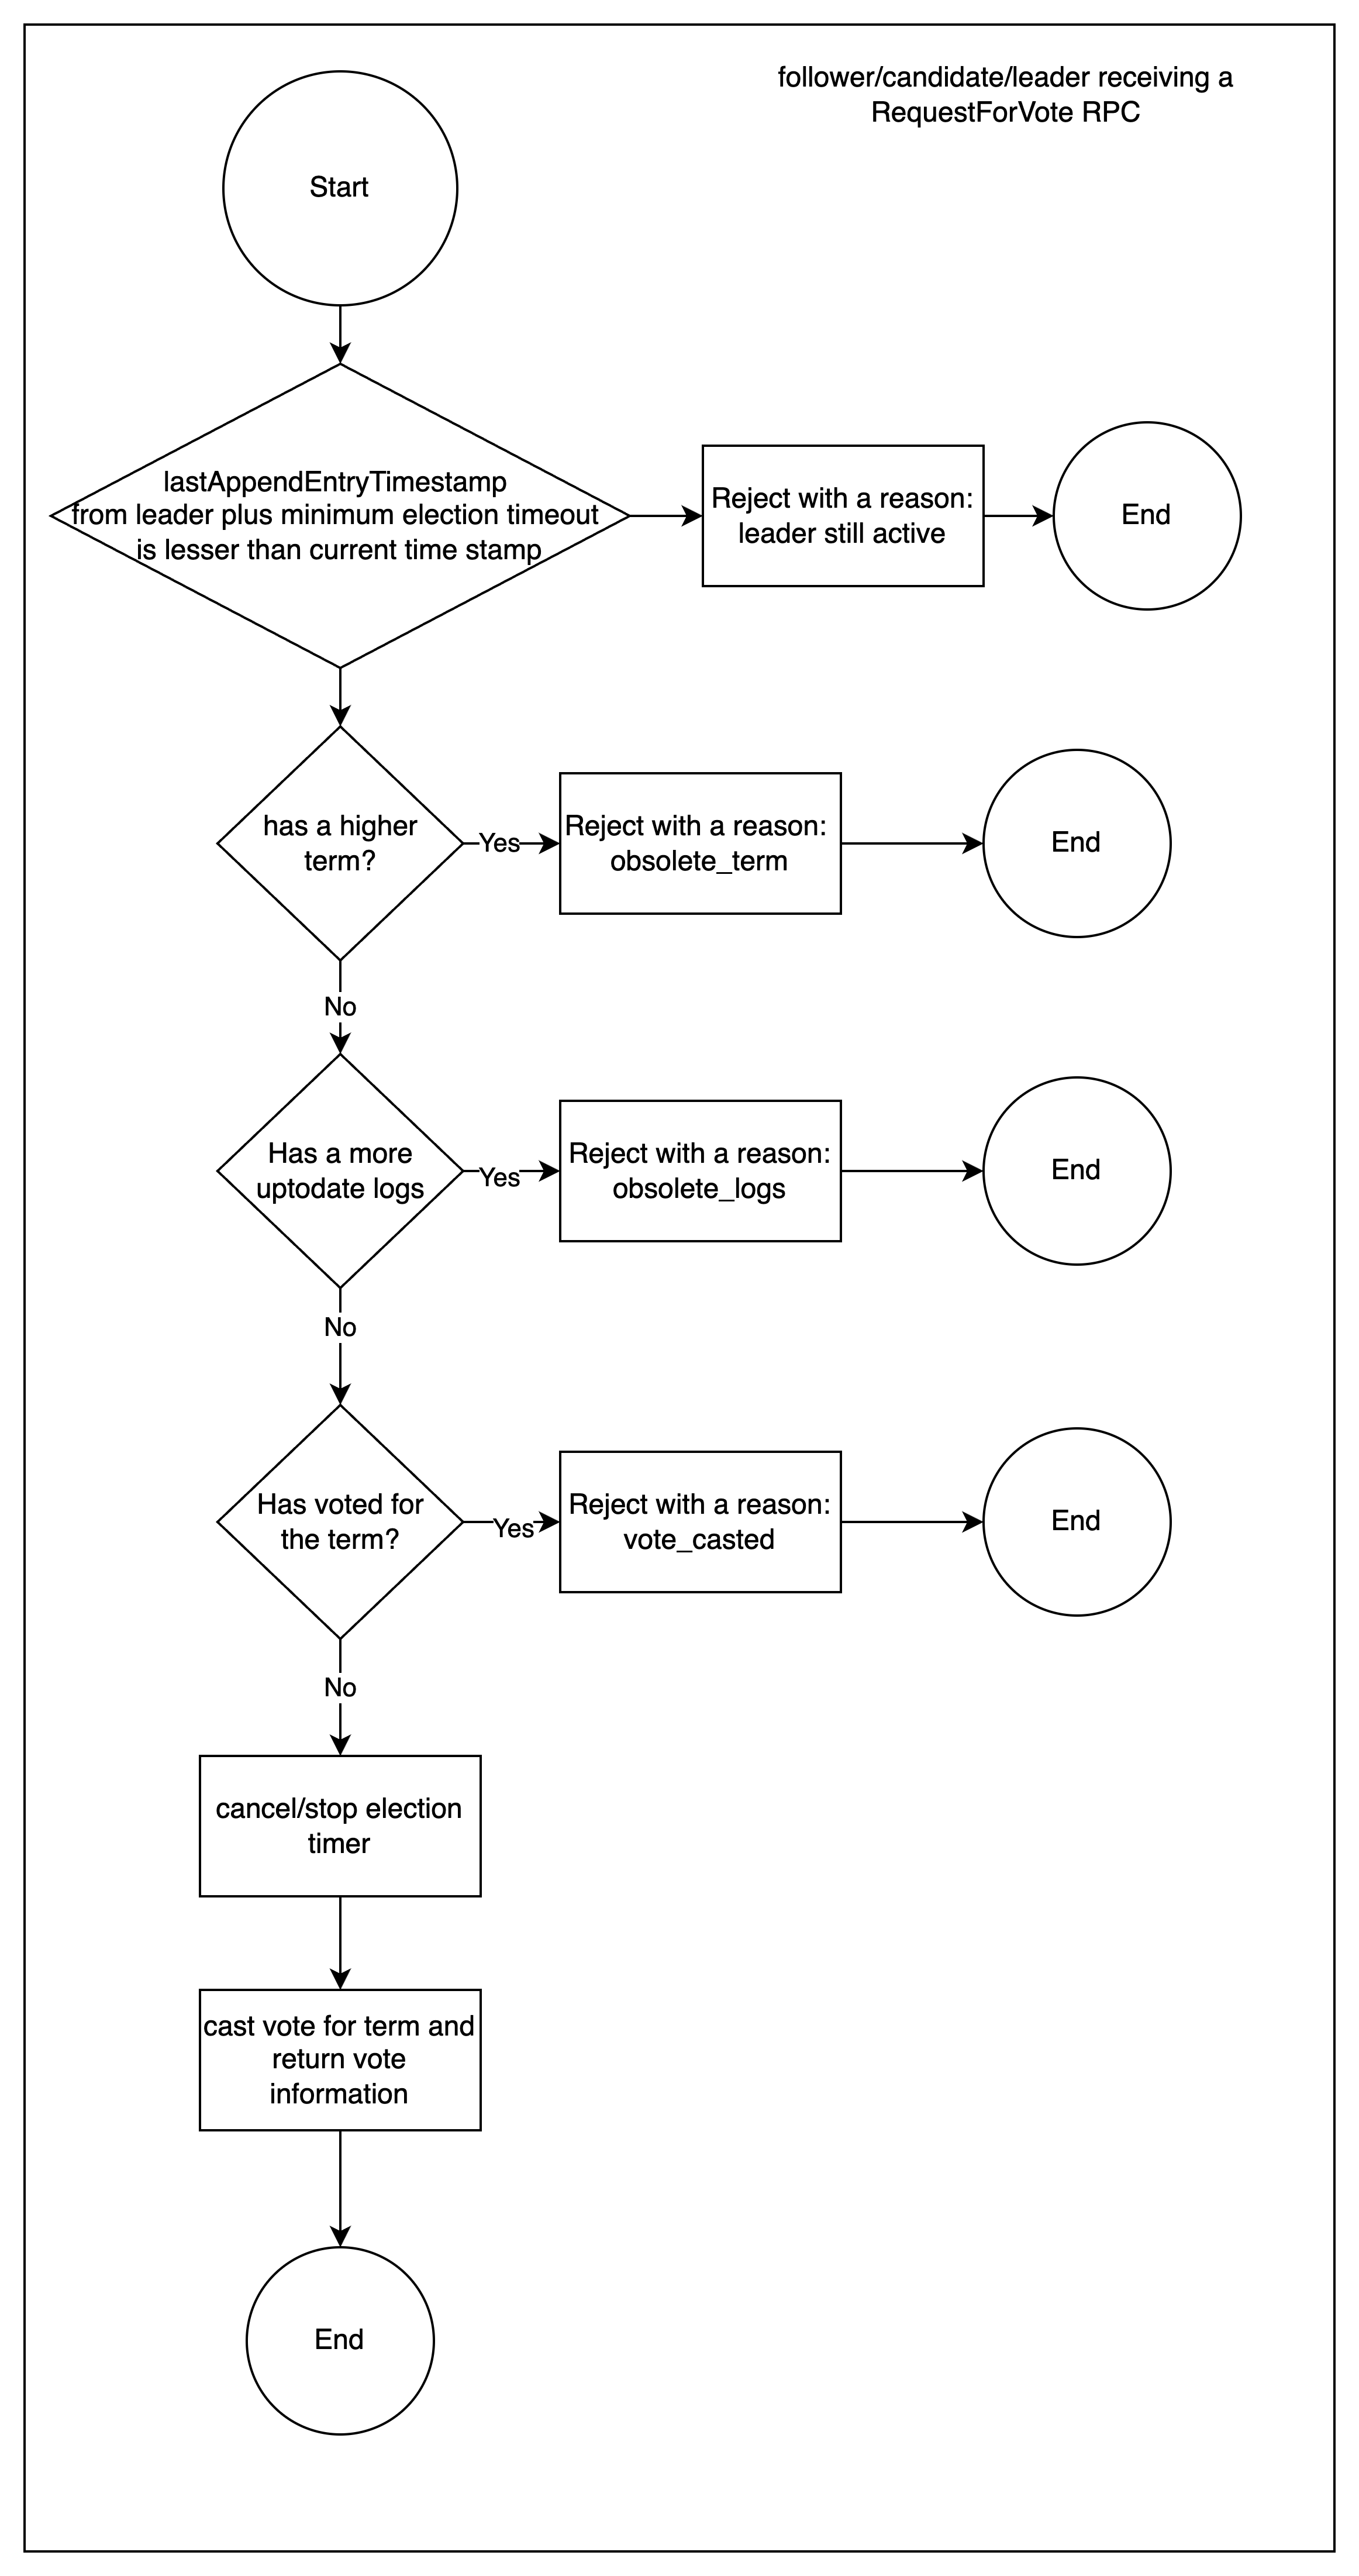 follower/candidate/leader receiving a
RequestForVote RPC
Start
lastAppendEntryTimestamp
from leader plus minimum election timeout
is lesser than current time stamp
Reject with a reason:
leader still active
End
has a higher
term?
Yes
Reject with a reason:
obsolete_term
End
No
Has a more
uptodate logs
Yes
Reject with a reason:
obsolete_logs
End
No
Has voted for
the term?
Yes
Reject with a reason:
vote_casted
End
No
cancel/stop election
timer
cast vote for term and
return vote
information
End